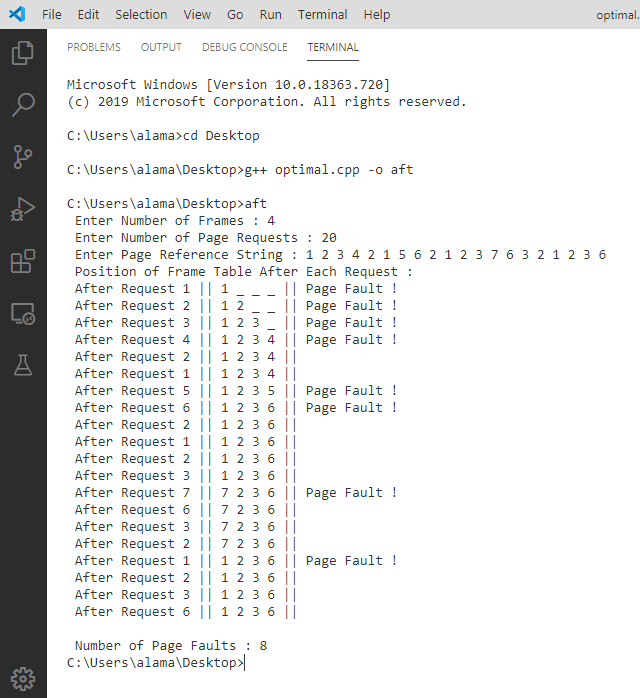 File Edit Selection View Go Run Terminal Help optimal.
PROBLEMS OUTPUT DEBUG CONSOLE TERMINAL
Microsoft Windows [Version 10.0.18363.720]
(c) 2019 Microsoft Corporation. All rights reserved.
C:\Users\alama>cd Desktop
C:\Users\alama\Desktop>g++ optimal.cpp -o aft
C:\Users\alama\Desktop>aft
Enter Number of Frames : 4
Enter Number of Page Requests : 20
Enter Page Reference String : 1 2 3 4 2 1 5 6 2 1 2 3 7 6 3 2 1 2 3 6
Position of Frame Table After Each Request :
After Request 1 || 1 _ _ _ || Page Fault !
After Request 2 || 1 2 _ _ || Page Fault !
After Request 3 || 1 2 3 _ || Page Fault !
After Request 4 || 1 2 3 4 || Page Fault !
After Request 2 || 1 2 3 4 ||
After Request 1 || 1 2 3 4 ||
After Request 5 || 1 2 3 5 || Page Fault !
After Request 6 || 1 2 3 6 || Page Fault !
After Request 2 || 1 2 3 6 ||
After Request 1 || 1 2 3 6 ||
After Request 2 || 1 2 3 6 ||
After Request 3 || 1 2 3 6 ||
After Request 7 || 7 2 3 6 || Page Fault !
After Request 6 || 7 2 3 6 ||
After Request 3 || 7 2 3 6 ||
After Request 2 || 7 2 3 6 ||
After Request 1 || 1 2 3 6 || Page Fault !
After Request 2 || 1 2 3 6 ||
After Request 3 || 1 2 3 6 ||
After Request 6 || 1 2 3 6 ||
Number of Page Faults : 8
C:\Users\alama\Desktop>